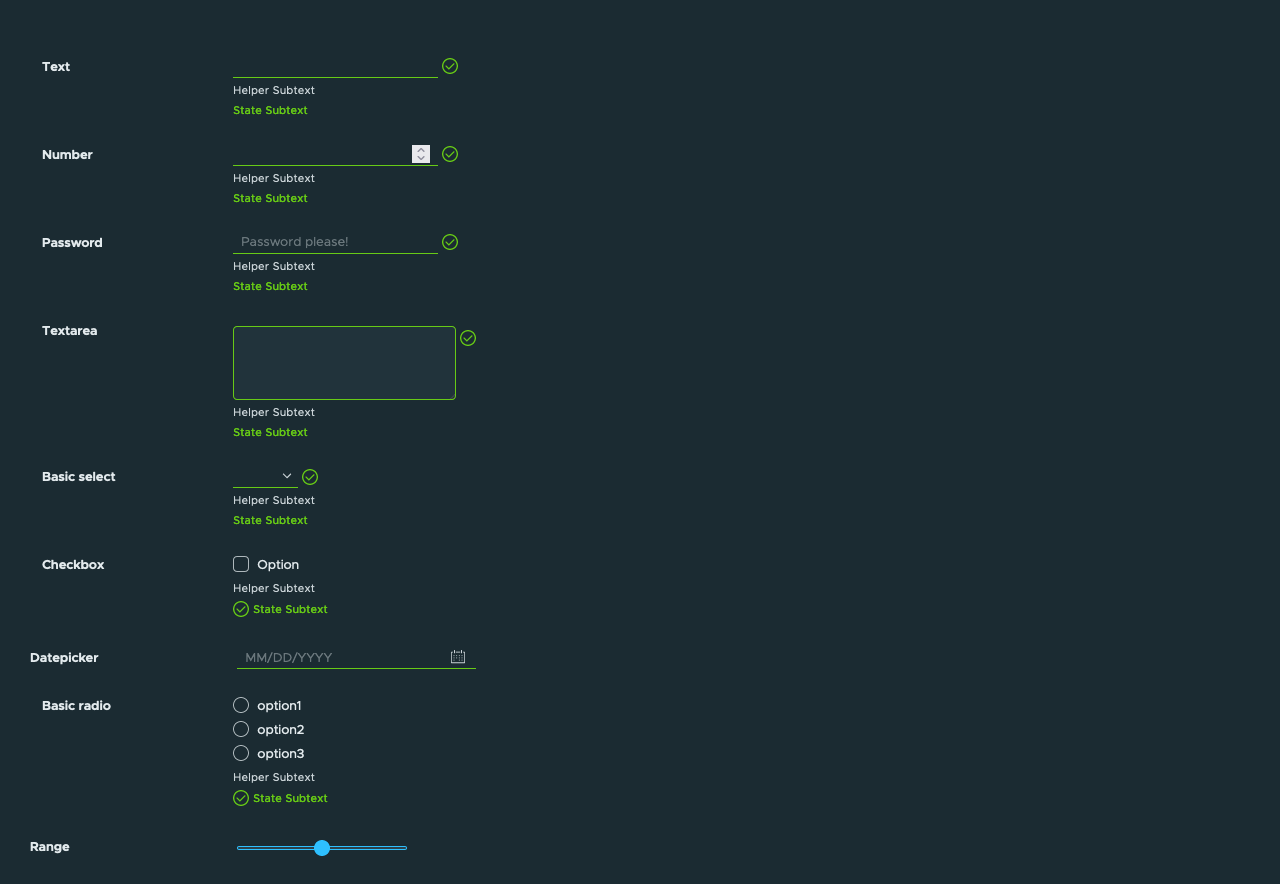 Text
Helper Subtext
State Subtext
Number
Helper Subtext
State Subtext
Password Password please!
Helper Subtext
State Subtext
Textarea
Helper Subtext
State Subtext
Basic select
Helper Subtext
State Subtext
Checkbox Option
Helper Subtext
State Subtext
Datepicker MM/DD/YYYY
Basic radio option1
option2
option3
Helper Subtext
State Subtext
Range